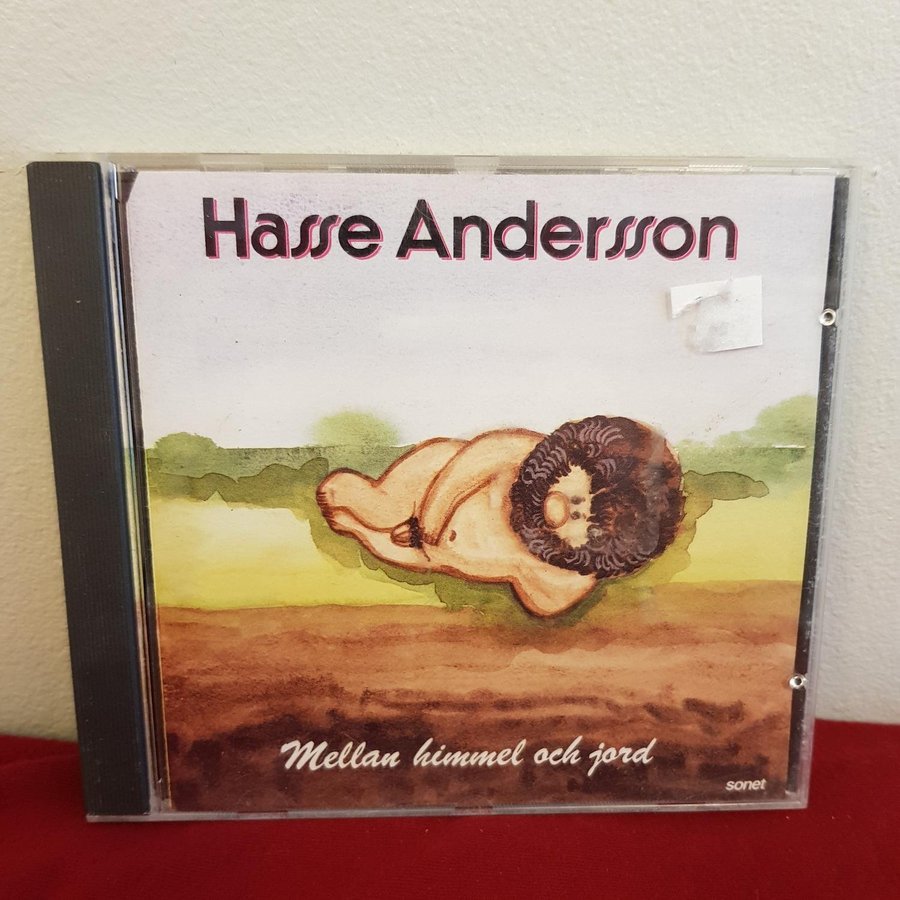 Hasse Andersson
Mellan himmel och jord
sonet